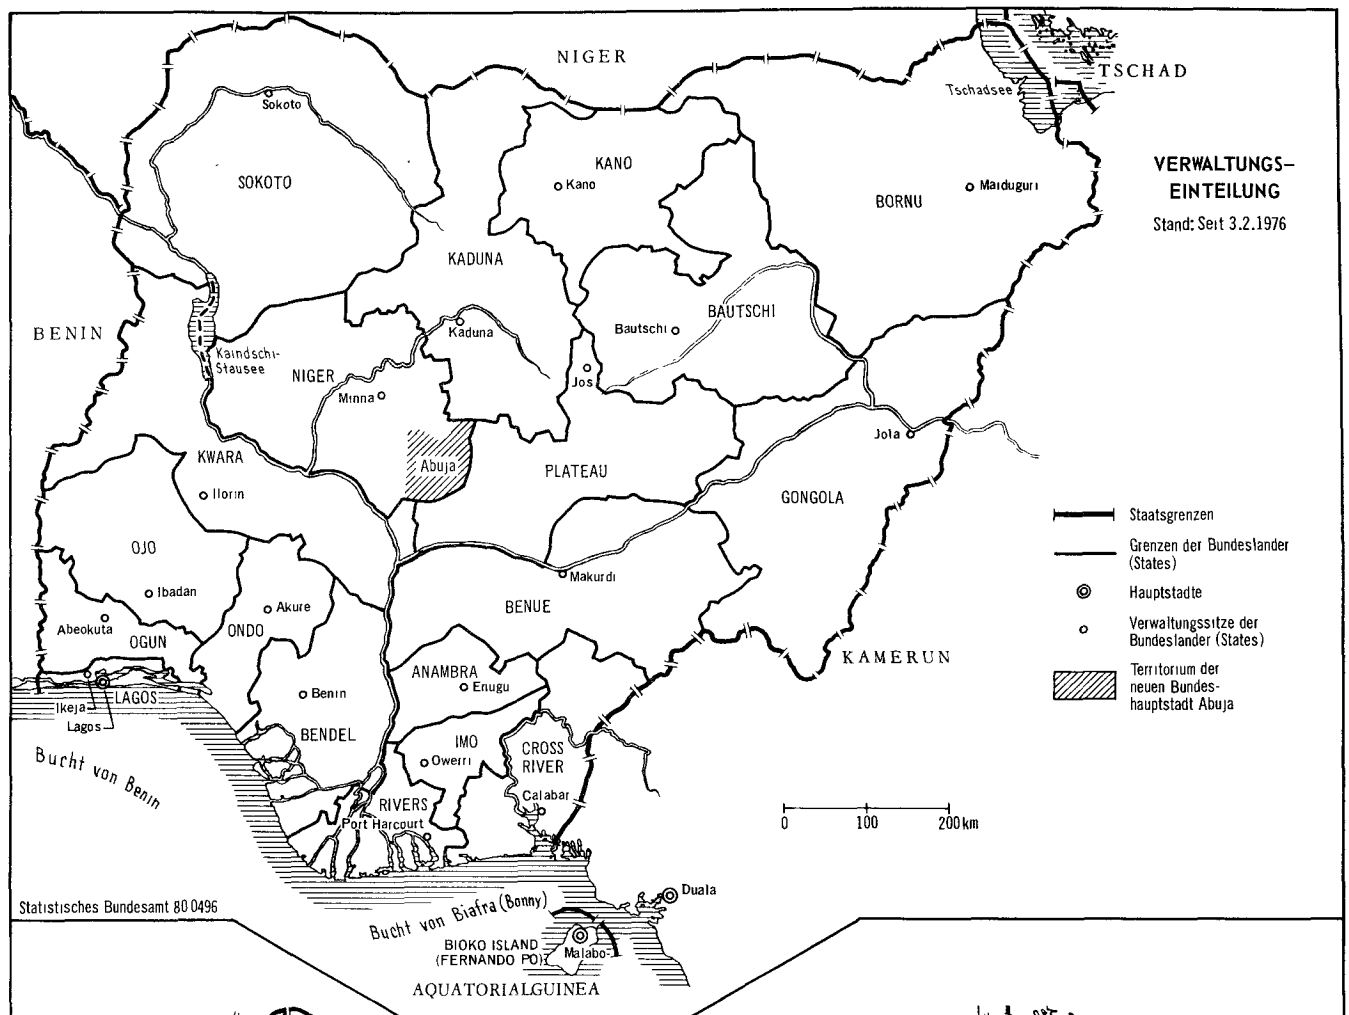 NIGER
TSCHAD
Tschadsee
VERWALTUNGS-
EINTEILUNG
Stand: Seit 3.2.1976
Sokoto
SOKOTO
KANO
Kano
BORNU
Maiduguri
KADUNA
Kaduna
BAUTSCHI
Bautschi
BENIN
Kaindschi-
Stausee
NIGER
Minna
Jos
Jola
KWARA
Ilorin
Abuja
PLATEAU
GONGOLA
OJO
Ibadan
Abeokuta
OGUN
ONDO
Akure
Makurdi
BENUE
KAMERUN
ANAMBRA
Enugu
Benin
BENDEL
LAGOS
Ikeja
Lagos
IMO
Owerri
CROSS
RIVER
Calabar
RIVERS
Port Harcourt
Bucht von Benin
Bucht von Biafra (Bonny)
Duala
BIOKO ISLAND
(FERNANDO PO)
Malabo
AQUATORIALGUINEA
Staatsgrenzen
Grenzen der Bundeslander
(States)
Hauptstadte
Verwaltungssitze der
Bundeslander (States)
Territorium der
neuen Bundes-
hauptstadt Abuja
0 100 200 km
Statistisches Bundesamt 80 0496